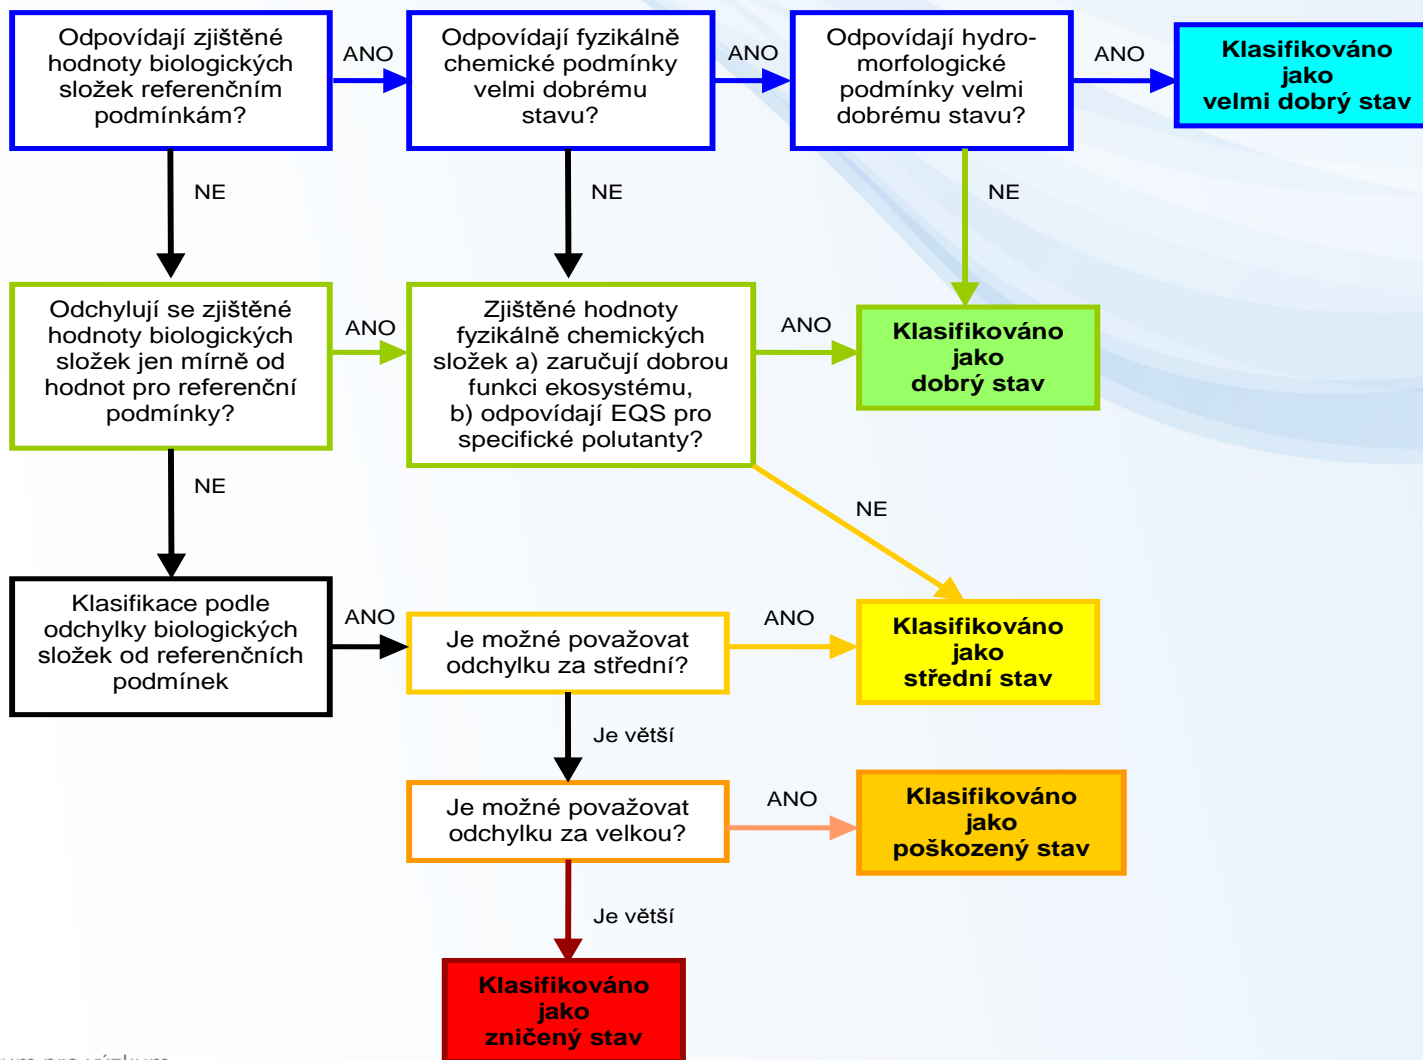 Odpovídají zjištěné
hodnoty biologických
složek referenčním
podmínkám?
ANO
Odpovídají fyzikálně
chemické podmínky
velmi dobrému
stavu?
ANO
Odpovídají hydro-
morfologické
podmínky velmi
dobrému stavu?
ANO
Klasifikováno
jako
velmi dobrý stav
NE
NE
NE
Odchylují se zjištěné
hodnoty biologických
složek jen mírně od
hodnot pro referenční
podmínky?
ANO
Zjištěné hodnoty
fyzikálně chemických
složek a) zaručují dobrou
funkci ekosystému,
b) odpovídají EQS pro
specifické polutanty?
ANO
Klasifikováno
jako
dobrý stav
NE
NE
Klasifikace podle
odchylky biologických
složek od referenčních
podmínek
ANO
Je možné považovat
odchylku za střední?
ANO
Klasifikováno
jako
střední stav
Je větší
Je možné považovat
odchylku za velkou?
ANO
Klasifikováno
jako
poškozený stav
Je větší
Klasifikováno
jako
zničený stav